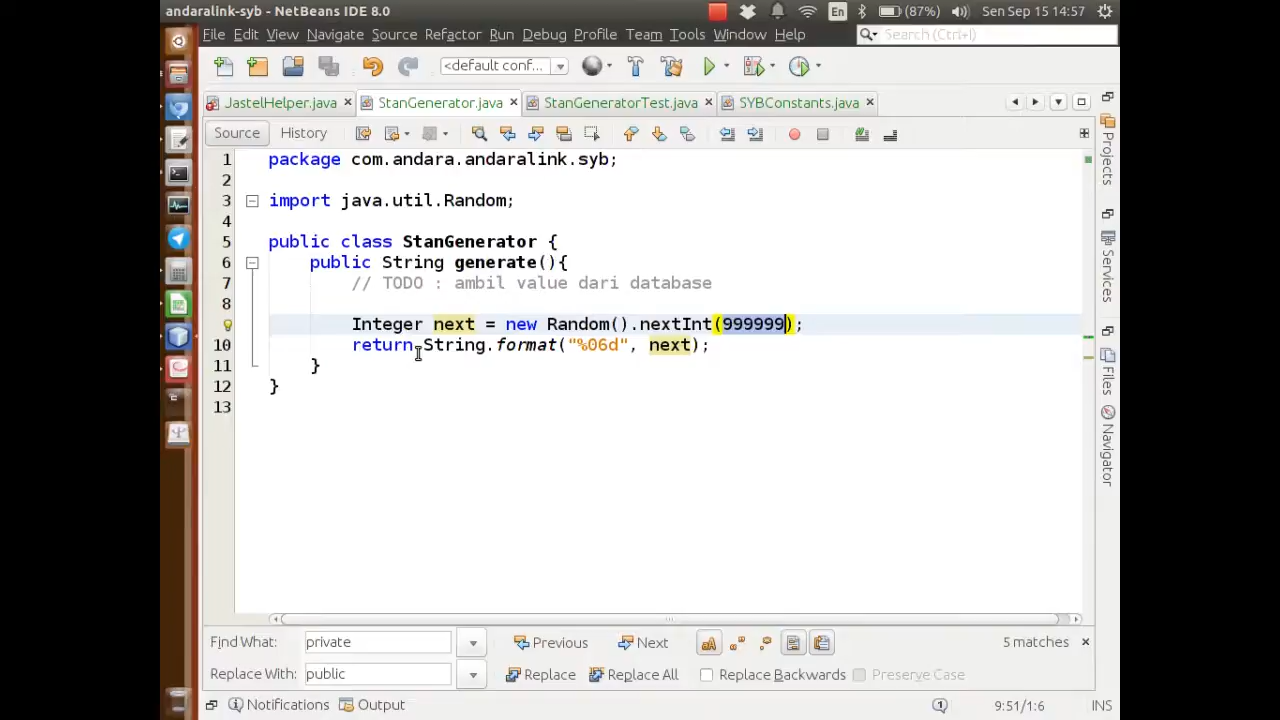 andaralink-syb - NetBeans IDE 8.0
En
(87%)
Sen Sep 15 14:57
File Edit View Navigate Source Refactor Run Debug Profile Team Tools Window Help
Search (Ctrl+I)
<default conf...
JastelHelper.java
StanGenerator.java
StanGeneratorTest.java
SYBConstants.java
Source
History
1 package com.andara.andaralink.syb;
2
3 import java.util.Random;
4
5 public class StanGenerator {
6 public String generate(){
7 // TODO : ambil value dari database
8
Integer next = new Random().nextInt(999999);
10 return String.format("%06d", next);
11 }
12 }
13
Projects
Services
Files
Navigator
Find What: private
Previous
Next
5 matches
Replace With: public
Replace
Replace All
Replace Backwards
Preserve Case
Notifications
Output
1
9:51/1:6
INS